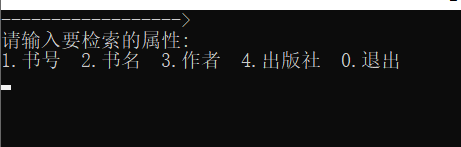 ------------------>
请输入要检索的属性:
1.书号 2.书名 3.作者 4.出版社 0.退出